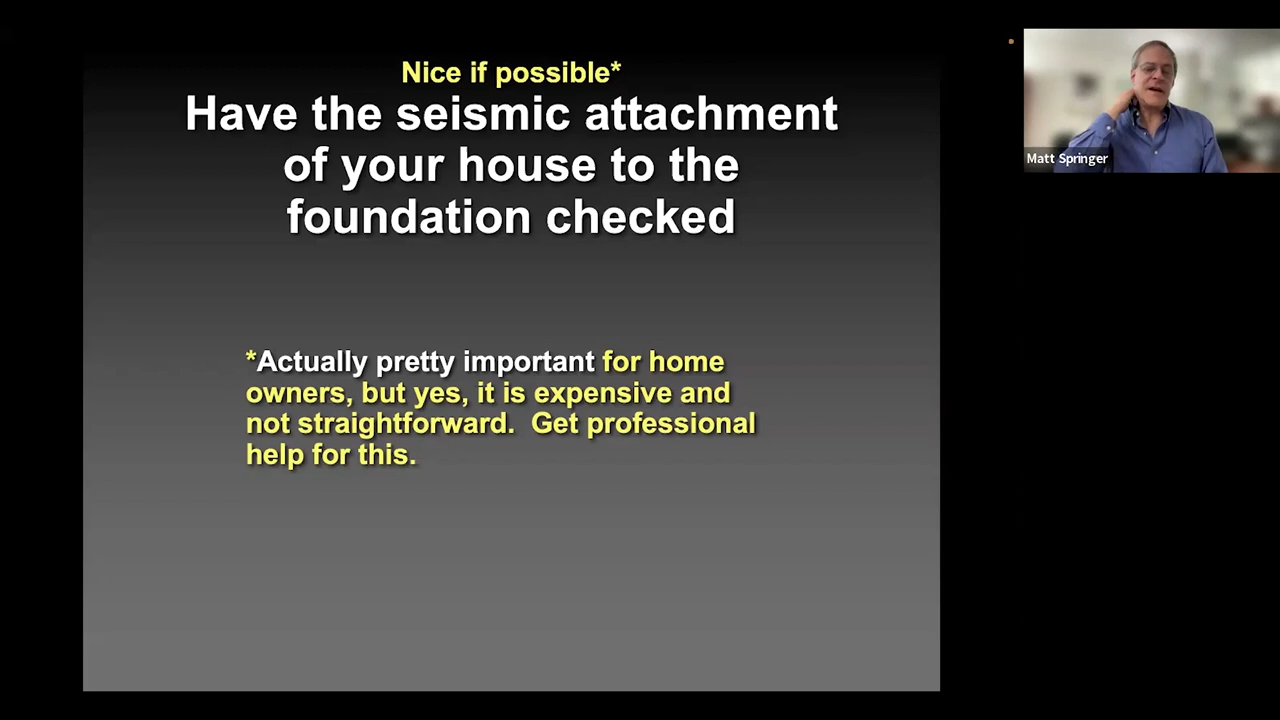 Nice if possible*
Have the seismic attachment
of your house to the
foundation checked
*Actually pretty important for home
owners, but yes, it is expensive and
not straightforward.  Get professional
help for this.
Matt Springer